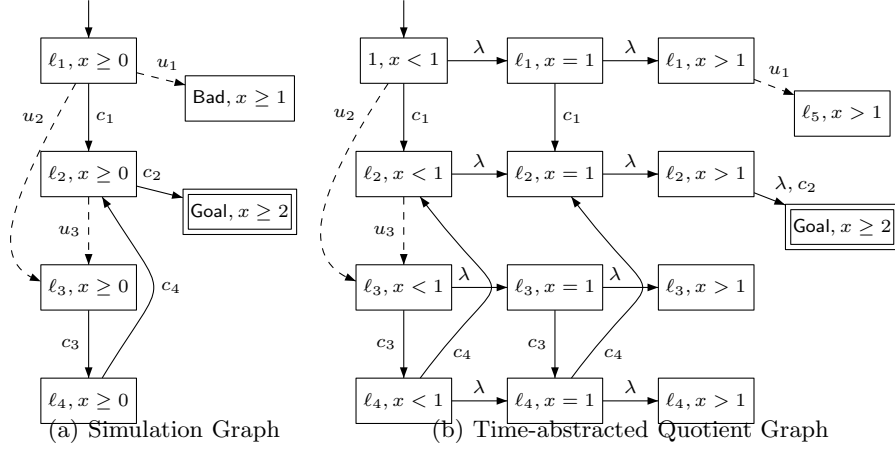 ℓ₁, x ≥ 0
u₁
Bad, x ≥ 1
u₂
c₁
ℓ₂, x ≥ 0
c₂
Goal, x ≥ 2
u₃
ℓ₃, x ≥ 0
c₄
c₃
ℓ₄, x ≥ 0
(a) Simulation Graph
1, x < 1
λ
ℓ₁, x = 1
λ
ℓ₁, x > 1
u₁
ℓ₅, x > 1
u₂
c₁
c₁
ℓ₂, x < 1
λ
ℓ₂, x = 1
λ
ℓ₂, x > 1
λ, c₂
Goal, x ≥ 2
u₃
ℓ₃, x < 1
λ
ℓ₃, x = 1
λ
ℓ₃, x > 1
c₃
c₄
c₃
c₄
ℓ₄, x < 1
λ
ℓ₄, x = 1
λ
ℓ₄, x > 1
(b) Time-abstracted Quotient Graph